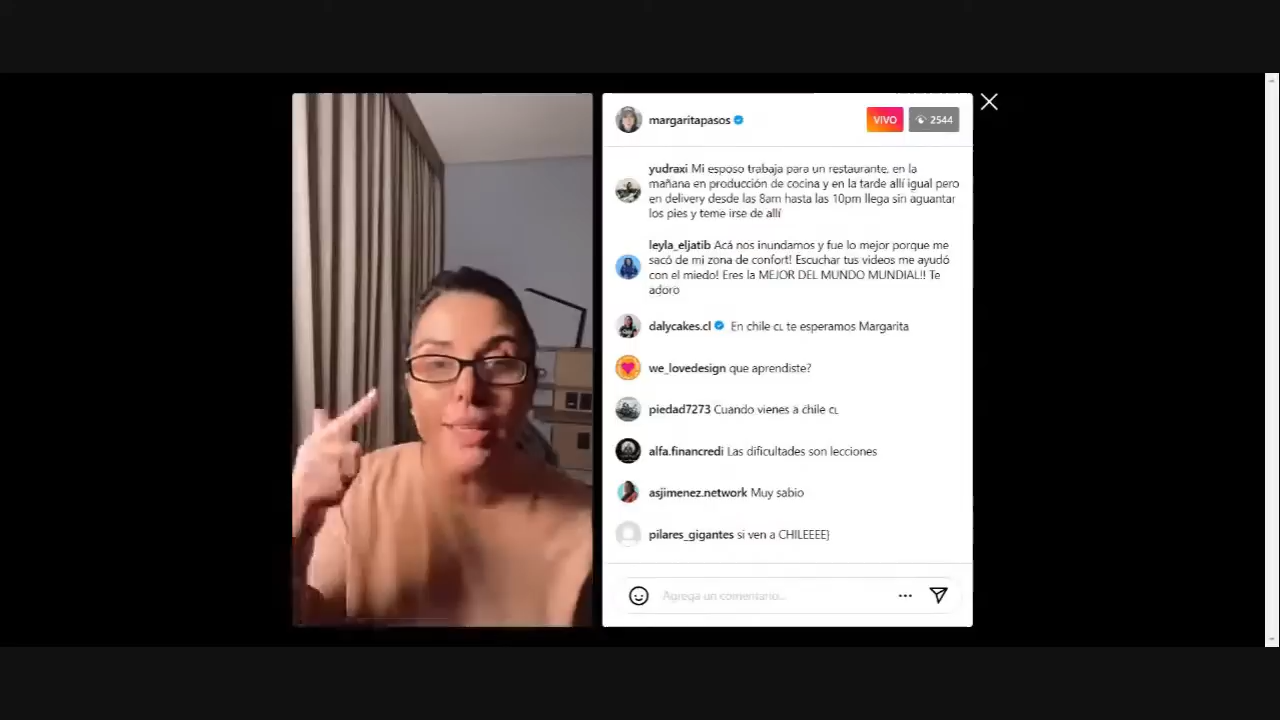 margaritapasos
VIVO
2544
yudraxi Mi esposo trabaja para un restaurante, en la
mañana en producción de cocina y en la tarde allí igual pero
en delivery desde las 8am hasta las 10pm llega sin aguantar
los pies y teme irse de allí
leyla_eljatib Acá nos inundamos y fue lo mejor porque me
sacó de mi zona de confort! Escuchar tus videos me ayudó
con el miedo! Eres la MEJOR DEL MUNDO MUNDIAL!! Te
adoro
dalycakes.cl En chile CL te esperamos Margarita
we_lovedesign que aprendiste?
piedad7273 Cuando vienes a chile CL
alfa.financredi Las dificultades son lecciones
asjimenez.network Muy sabio
pilares_gigantes si ven a CHILEEEE}
Agrega un comentario...